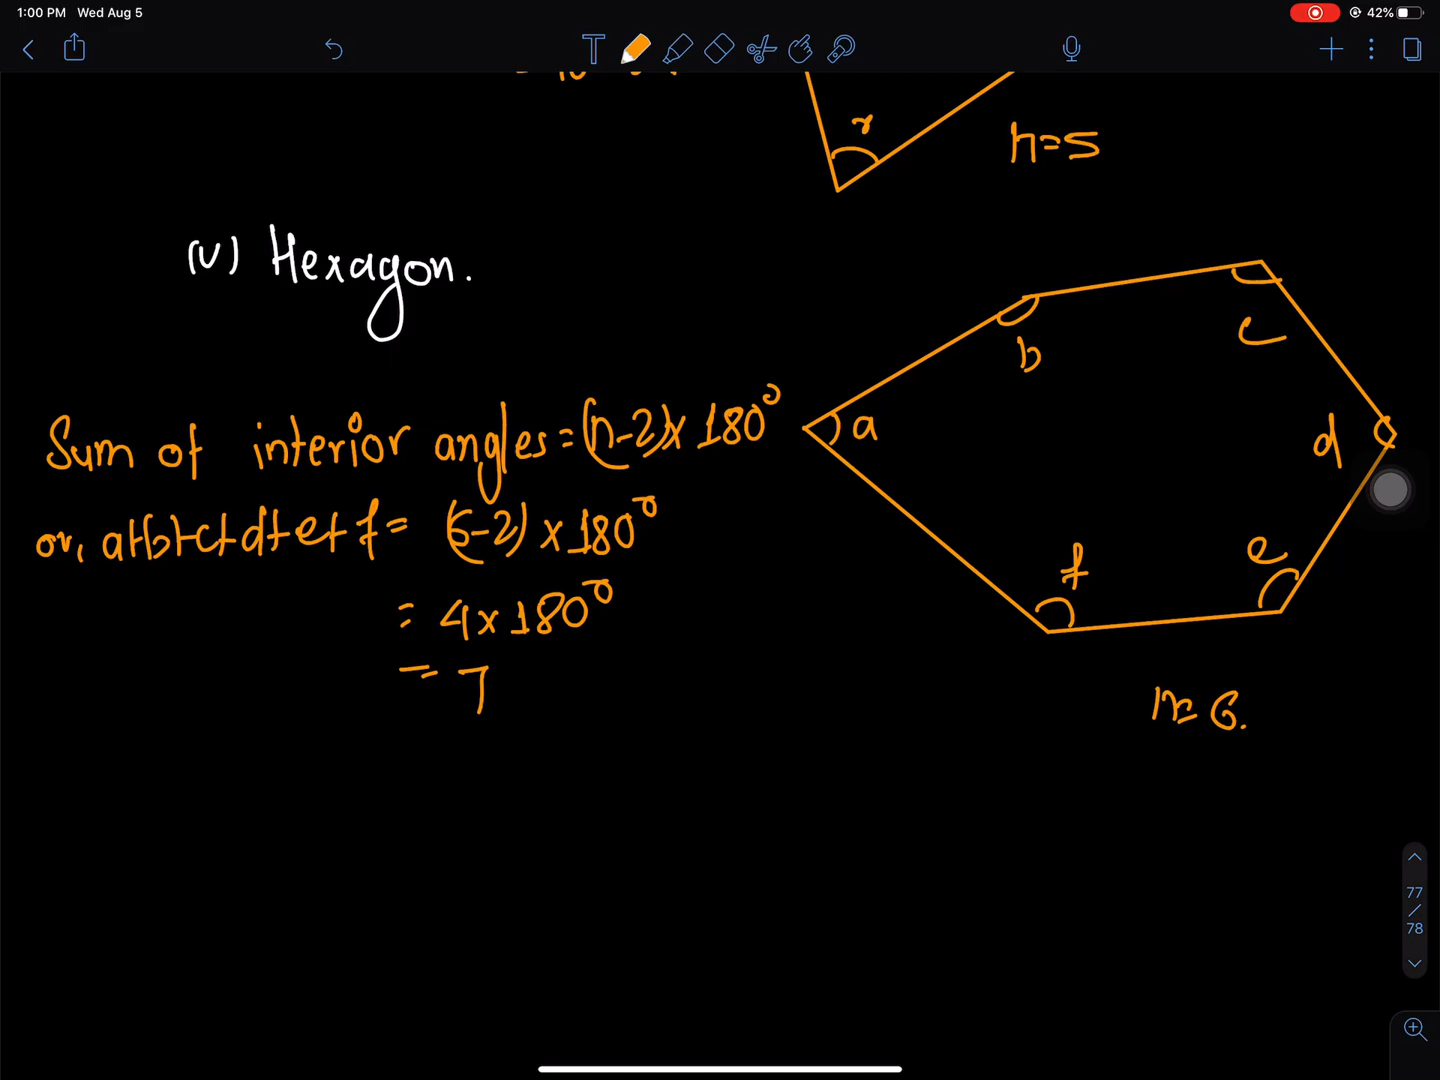 1:00 PM Wed Aug 5
42%
r
n=5
(v) Hexagon.
b
c
a
d
Sum of interior angles = (n-2)x 180°
or, a+b+c+d+e+f = (6-2) x 180°
f
e
= 4 x 180°
= 7
n= 6.
77
/
78